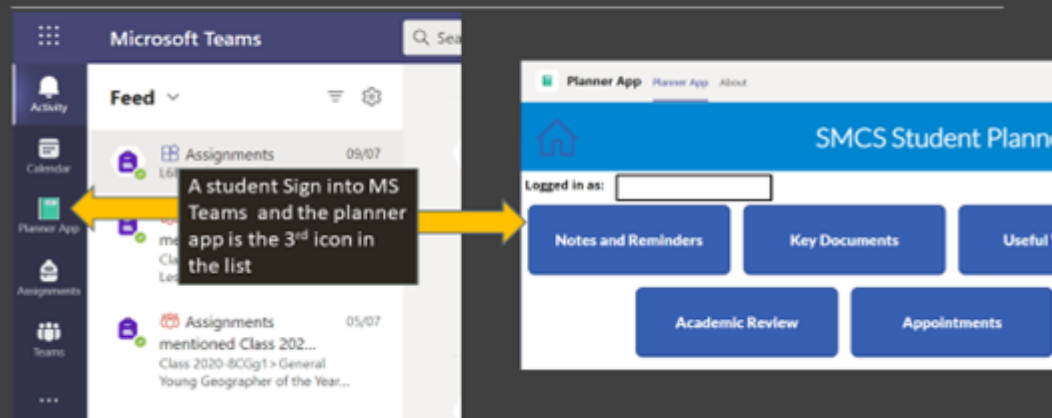 Microsoft Teams
Sea
Activity
Feed
Calendar
Assignments 09/07
Planner App
A student Sign into MS
Teams and the planner
app is the 3rd icon in
the list
Assignments
Assignments 05/07
mentioned Class 202...
Class 2020-8CGg1 > General
Young Geographer of the Year...
Teams
...
Planner App Planner App About
SMCS Student Planne
Logged in as:
Notes and Reminders
Key Documents
Useful
Academic Review
Appointments